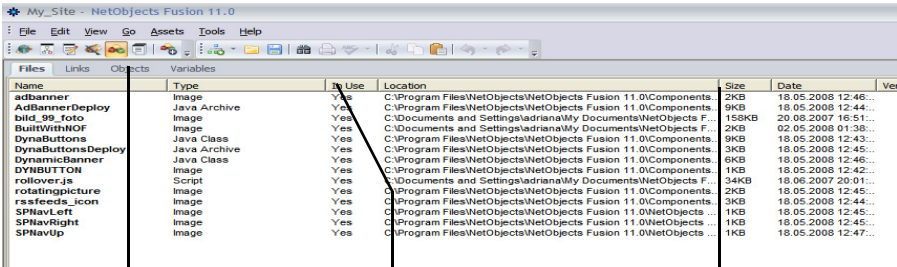 My_Site - NetObjects Fusion 11.0
File Edit View Go Assets Tools Help
Files Links Objects Variables
Name Type In Use Location Size Date Ver
adbanner Image Yes C:\Program Files\NetObjects\NetObjects Fusion 11.0\Components... 2KB 18.05.2008 12:46:..
AdBannerDeploy Java Archive Yes C:\Program Files\NetObjects\NetObjects Fusion 11.0\Components... 9KB 18.05.2008 12:44:..
bild_99_foto Image Yes C:\Documents and Settings\adriana\My Documents\NetObjects F... 158KB 20.08.2007 16:51:..
BuiltWithNOF Image Yes C:\Documents and Settings\adriana\My Documents\NetObjects F... 2KB 02.05.2008 01:38:..
DynaButtons Java Class Yes C:\Program Files\NetObjects\NetObjects Fusion 11.0\Components... 9KB 18.05.2008 12:43:..
DynaButtonsDeploy Java Archive Yes C:\Program Files\NetObjects\NetObjects Fusion 11.0\Components... 3KB 18.05.2008 12:45:..
DynamicBanner Java Class Yes C:\Program Files\NetObjects\NetObjects Fusion 11.0\Components... 6KB 18.05.2008 12:46:..
DYNBUTTON Image Yes C:\Program Files\NetObjects\NetObjects Fusion 11.0\Components... 1KB 18.05.2008 12:42:..
rollover.js Script Yes C:\Documents and Settings\adriana\My Documents\NetObjects F... 34KB 18.06.2007 20:01:..
rotatingpicture Image Yes C:\Program Files\NetObjects\NetObjects Fusion 11.0\Components... 2KB 18.05.2008 12:45:..
rssfeeds_icon Image Yes C:\Program Files\NetObjects\NetObjects Fusion 11.0\Components... 3KB 18.05.2008 12:44:..
SPNavLeft Image Yes C:\Program Files\NetObjects\NetObjects Fusion 11.0\NetObjects ... 1KB 18.05.2008 12:45:..
SPNavRight Image Yes C:\Program Files\NetObjects\NetObjects Fusion 11.0\NetObjects ... 1KB 18.05.2008 12:45:..
SPNavUp Image Yes C:\Program Files\NetObjects\NetObjects Fusion 11.0\NetObjects ... 1KB 18.05.2008 12:47:..